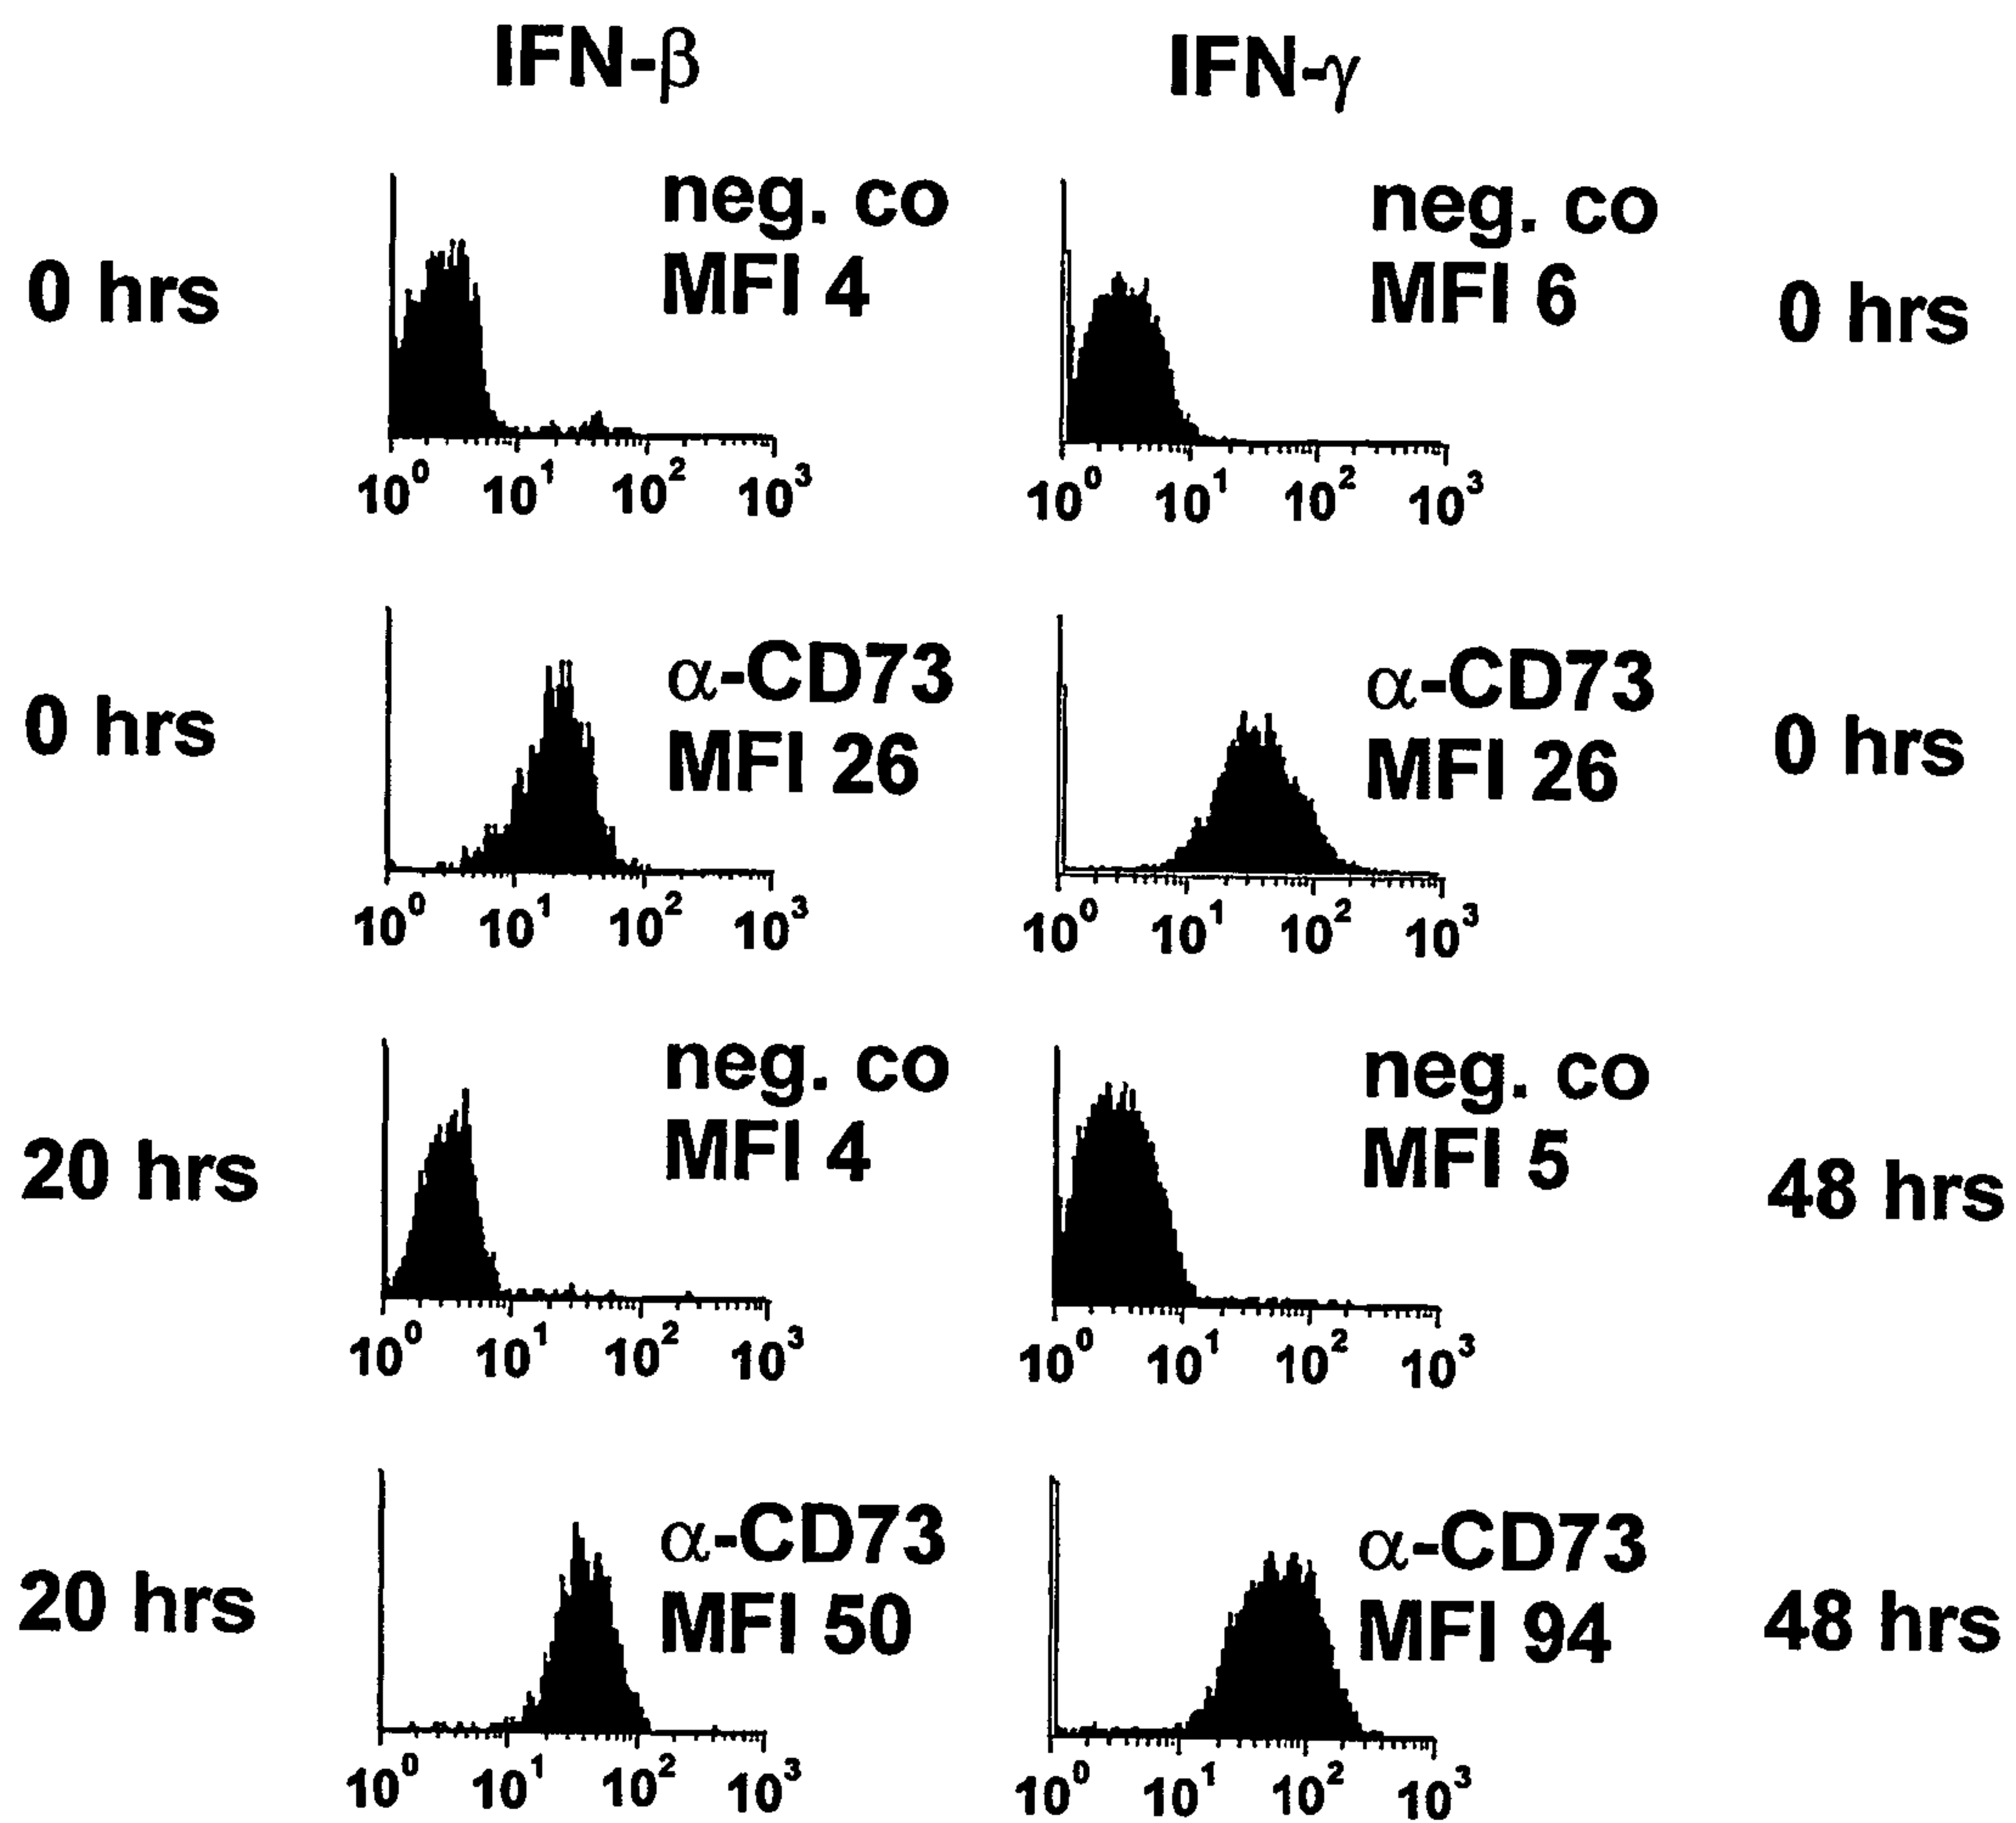 IFN-β IFN-γ
neg. co neg. co
0 hrs MFI 4 MFI 6 0 hrs
10⁰ 10¹ 10² 10³ 10⁰ 10¹ 10² 10³
α-CD73 α-CD73
0 hrs MFI 26 MFI 26 0 hrs
10⁰ 10¹ 10² 10³ 10⁰ 10¹ 10² 10³
neg. co neg. co
20 hrs MFI 4 MFI 5 48 hrs
10⁰ 10¹ 10² 10³ 10⁰ 10¹ 10² 10³
α-CD73 α-CD73
20 hrs MFI 50 MFI 94 48 hrs
10⁰ 10¹ 10² 10³ 10⁰ 10¹ 10² 10³